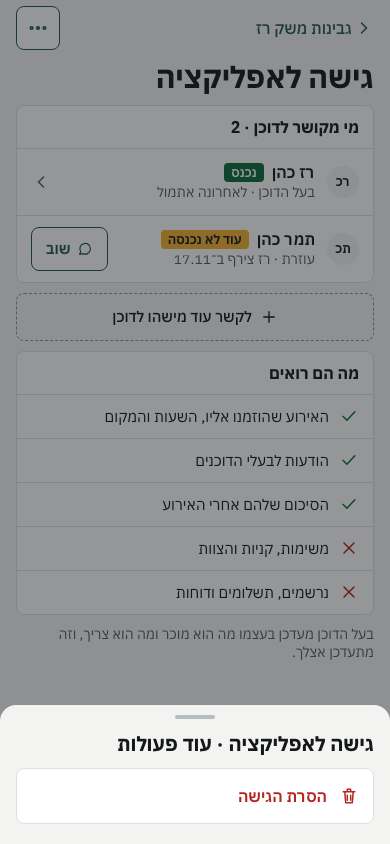 גבינות משק רז
גישה לאפליקציה
מי מקושר לדוכן · 2
רכ
רז כהן נכנס
בעל הדוכן · לאחרונה אתמול
תכ
תמר כהן עוד לא נכנסה
עוזרת · רז צירף ב־17.11
שוב
לקשר עוד מישהו לדוכן
מה הם רואים
האירוע שהוזמנו אליו, השעות והמקום
הודעות לבעלי הדוכנים
הסיכום שלהם אחרי האירוע
משימות, קניות והצוות
נרשמים, תשלומים ודוחות
בעל הדוכן מעדכן בעצמו מה הוא מוכר ומה הוא צריך, וזה
מתעדכן אצלך.
גישה לאפליקציה · עוד פעולות
הסרת הגישה